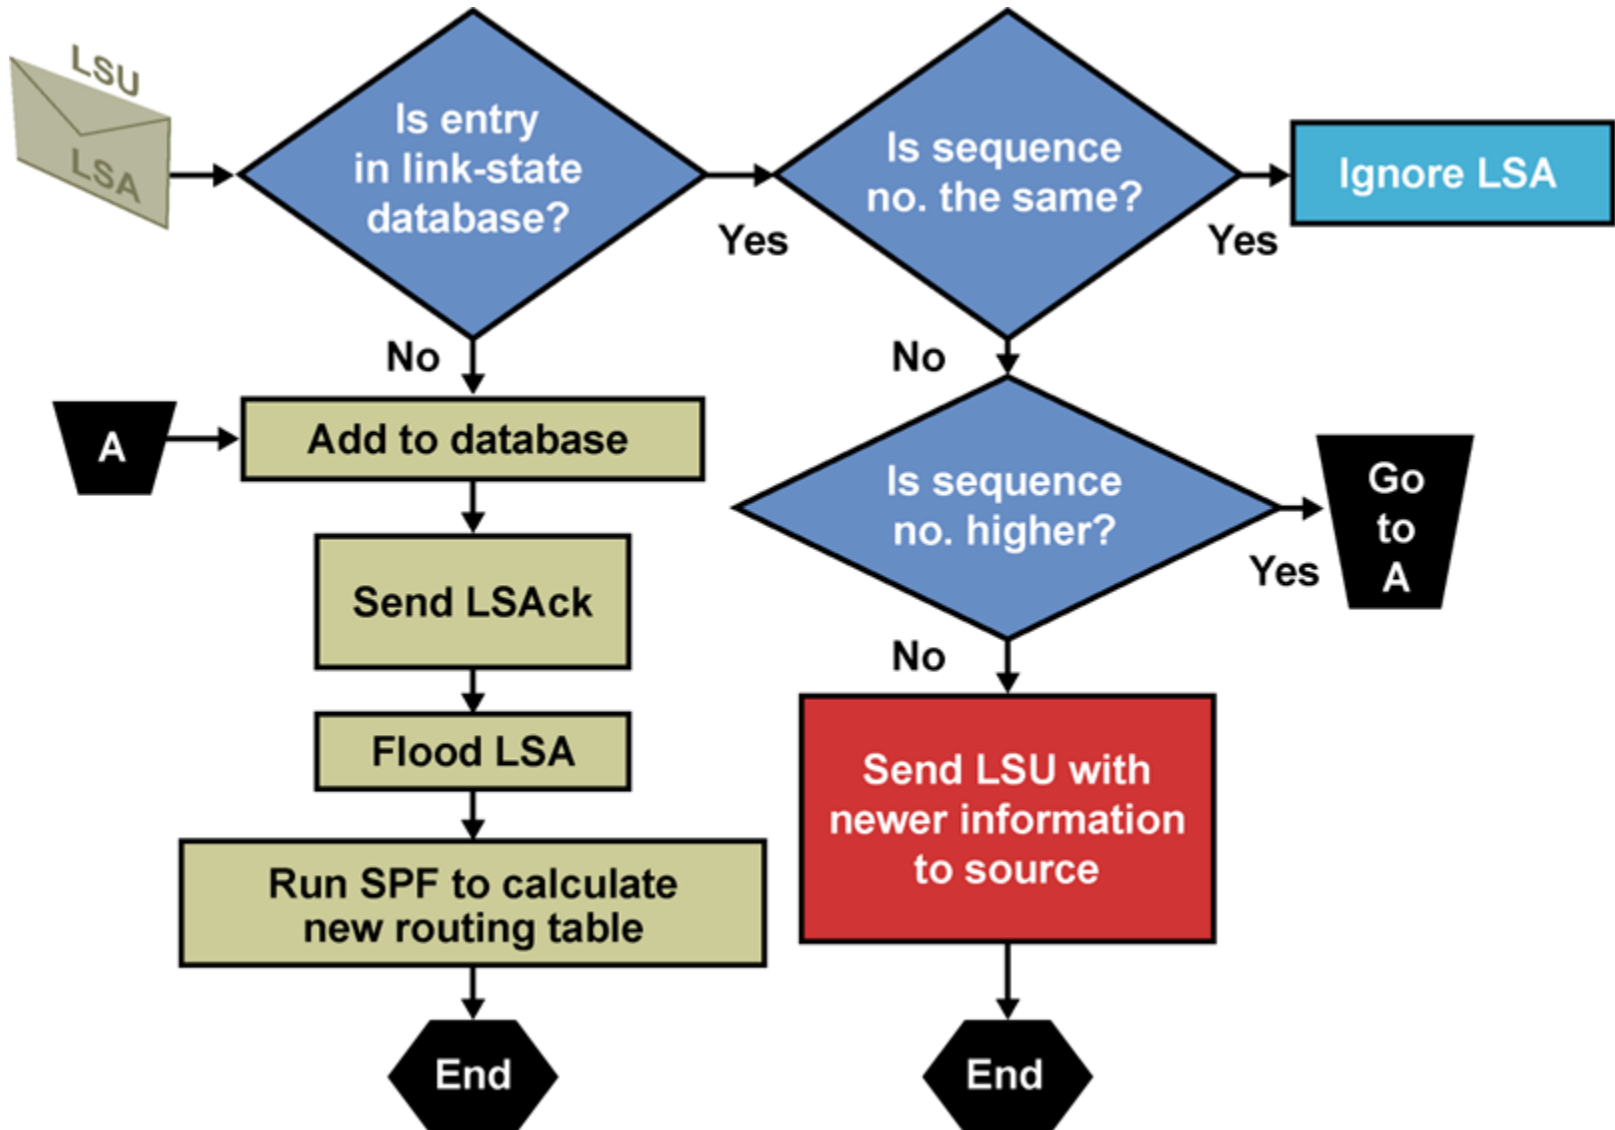 LSU
LSA
Is entry
in link-state
database?
Yes
Is sequence
no. the same?
Yes
Ignore LSA
No
No
A
Add to database
Is sequence
no. higher?
Yes
Go
to
A
Send LSAck
No
Flood LSA
Send LSU with
newer information
to source
Run SPF to calculate
new routing table
End
End